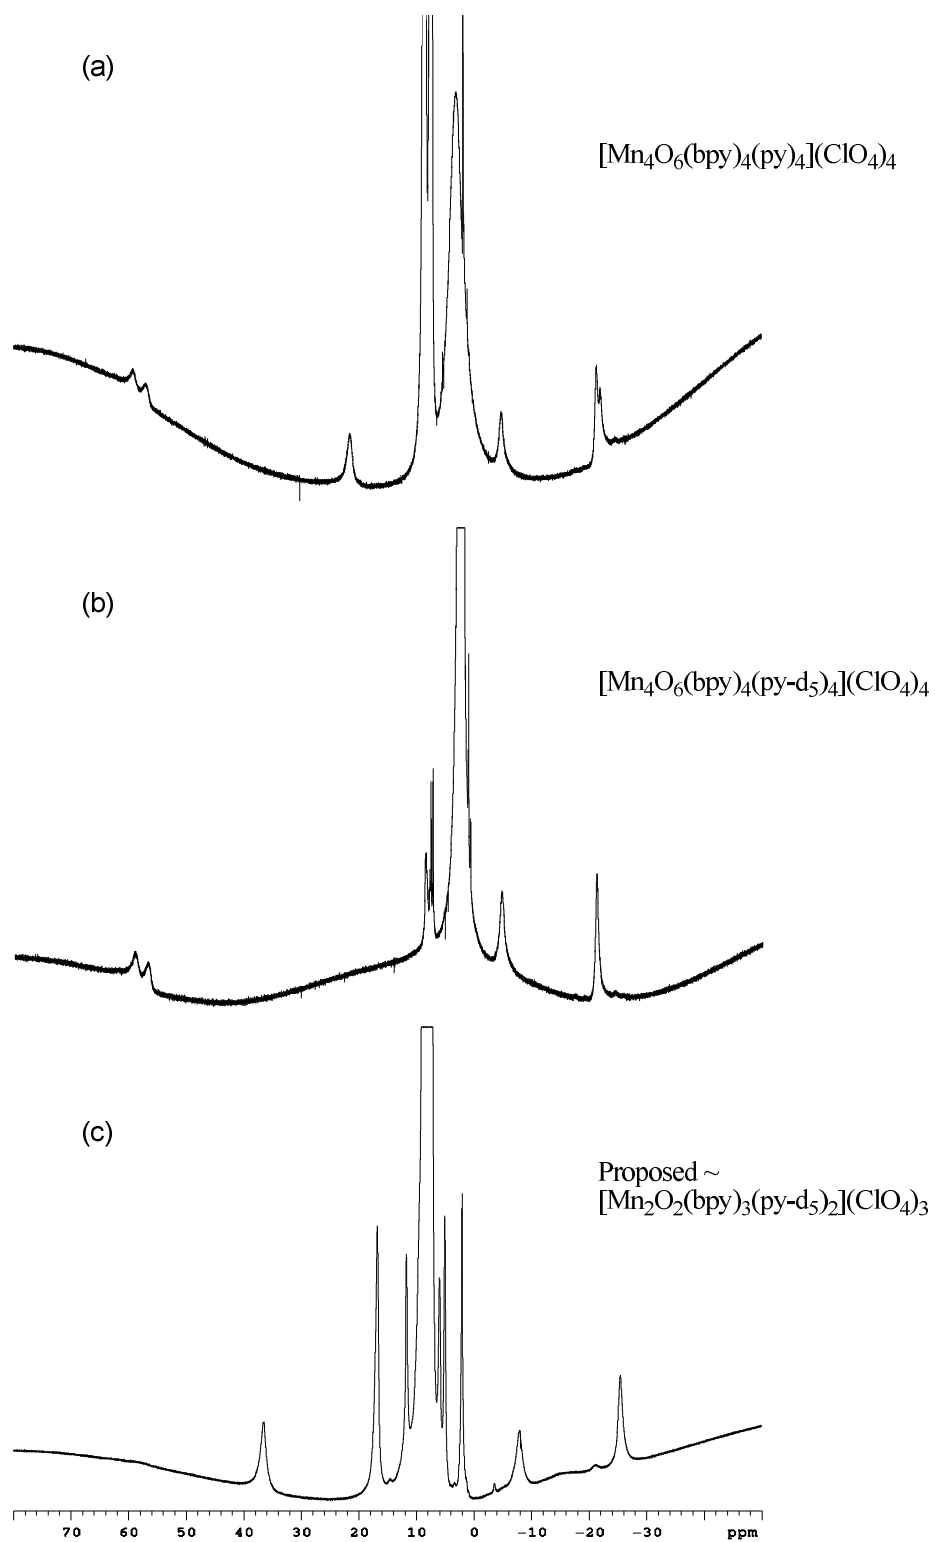 (a)
[Mn4O6(bpy)4(py)4](ClO4)4
(b)
[Mn4O6(bpy)4(py-d5)4](ClO4)4
(c)
Proposed ~
[Mn2O2(bpy)3(py-d5)2](ClO4)3
70 60 50 40 30 20 10 0 -10 -20 -30 ppm